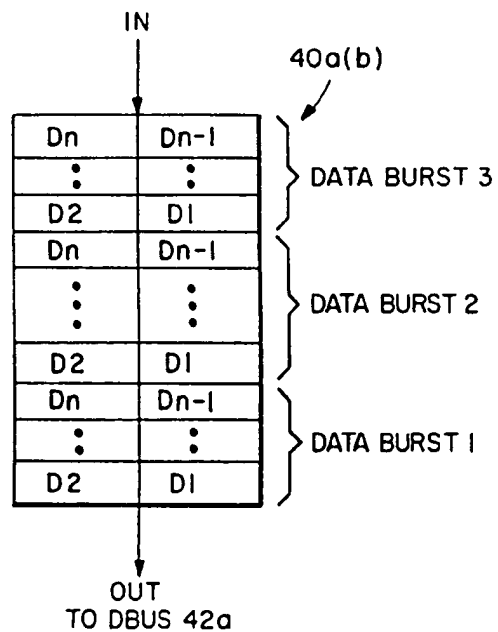 IN
40a(b)
Dn Dn-1
D2 D1
DATA BURST 3
Dn Dn-1
D2 D1
DATA BURST 2
Dn Dn-1
D2 D1
DATA BURST 1
OUT
TO DBUS 42a